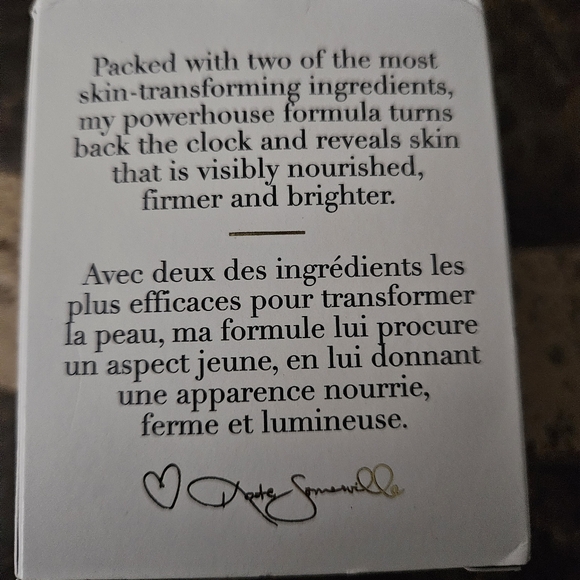 Packed with two of the most
skin-transforming ingredients,
my powerhouse formula turns
back the clock and reveals skin
that is visibly nourished,
firmer and brighter.
Avec deux des ingrédients les
plus efficaces pour transformer
la peau, ma formule lui procure
un aspect jeune, en lui donnant
une apparence nourrie,
ferme et lumineuse.
Kate Somerville